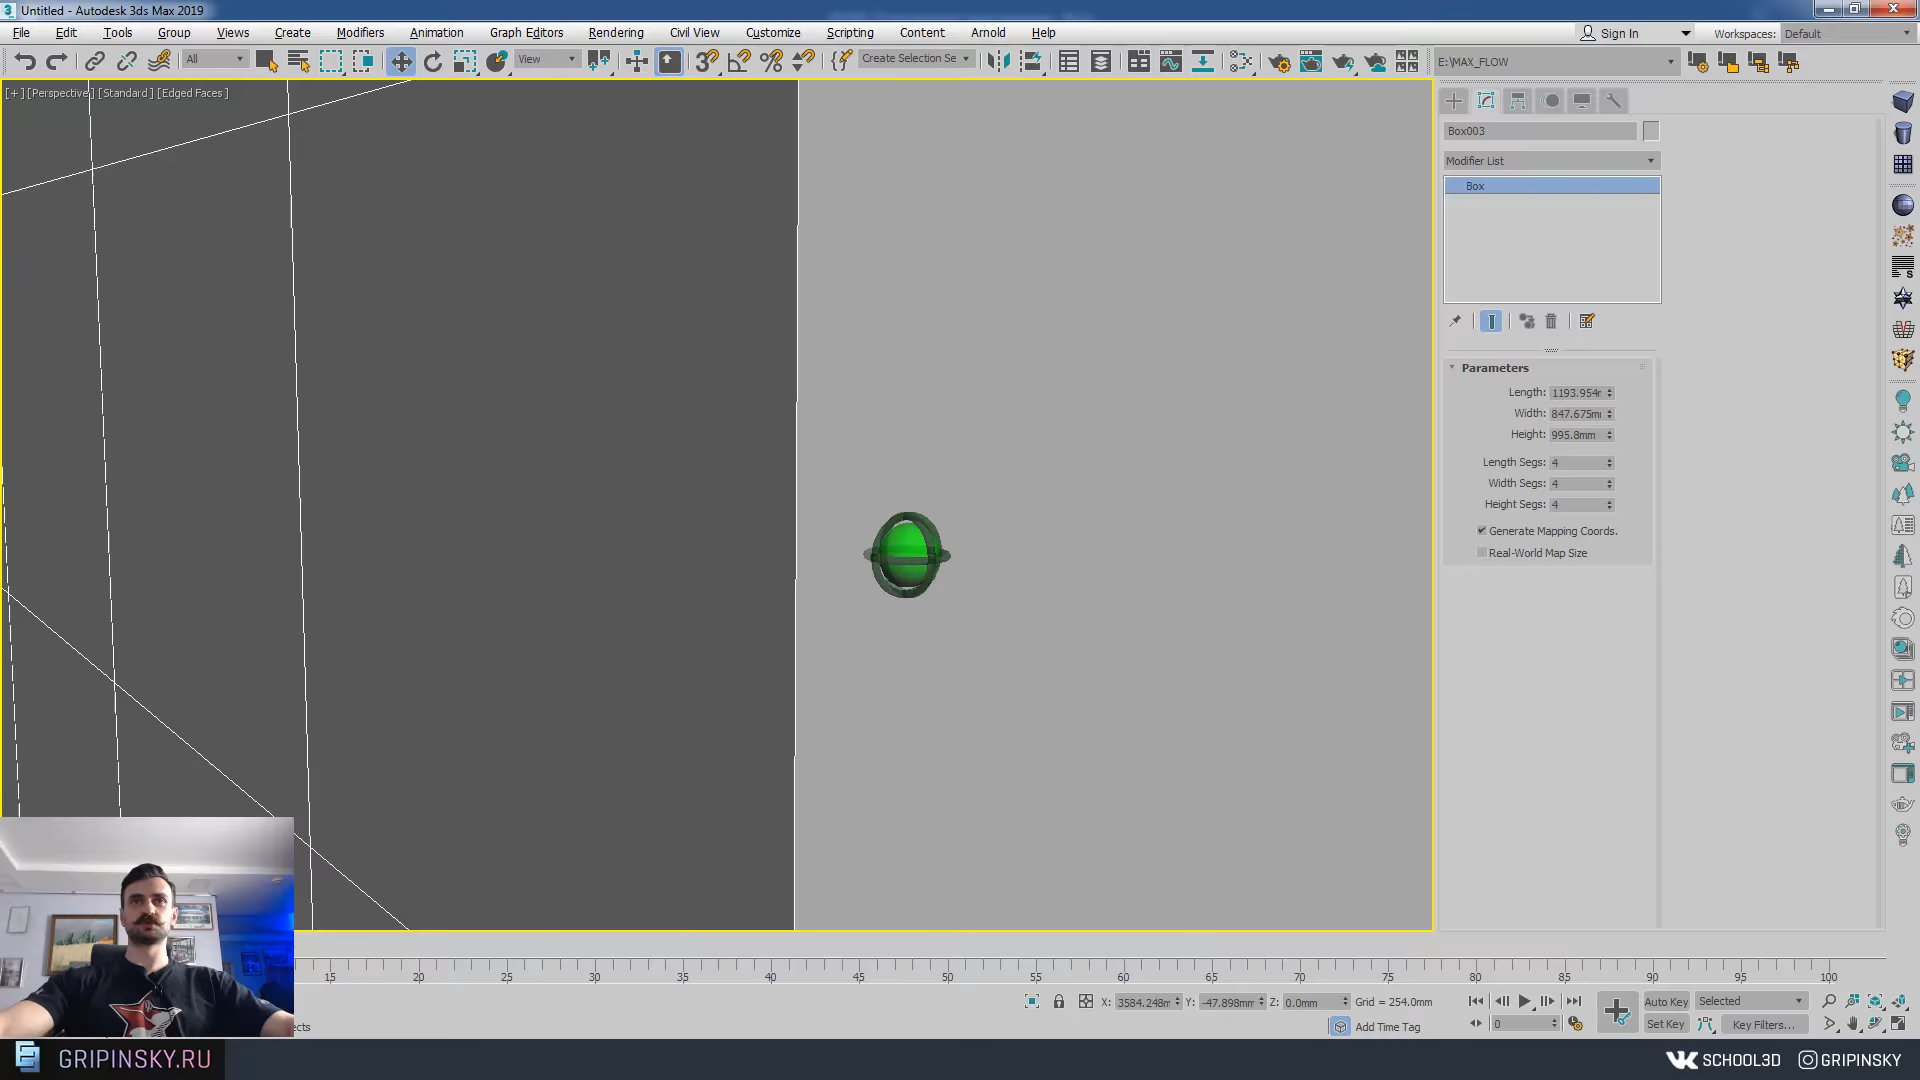 Untitled - Autodesk 3ds Max 2019
File Edit Tools Group Views Create Modifiers Animation Graph Editors Rendering Civil View Customize Scripting Content Arnold Help
Sign In Workspaces: Default
All View Create Selection Se E:\MAX_FLOW
[+] [Perspective] [Standard] [Edged Faces]
Box003
Modifier List
Box
Parameters
Length: 1193.954r
Width: 847.675m
Height: 995.8mm
Length Segs: 4
Width Segs: 4
Height Segs: 4
Generate Mapping Coords.
Real-World Map Size
15 20 25 30 35 40 45 50 55 60 65 70 75 80 85 90 95 100
X: 3584.248m Y: -47.898mm Z: 0.0mm Grid = 254.0mm
Auto Key Selected
ects
Add Time Tag
0
Set Key Key Filters...
GRIPINSKY.RU
SCHOOL3D GRIPINSKY